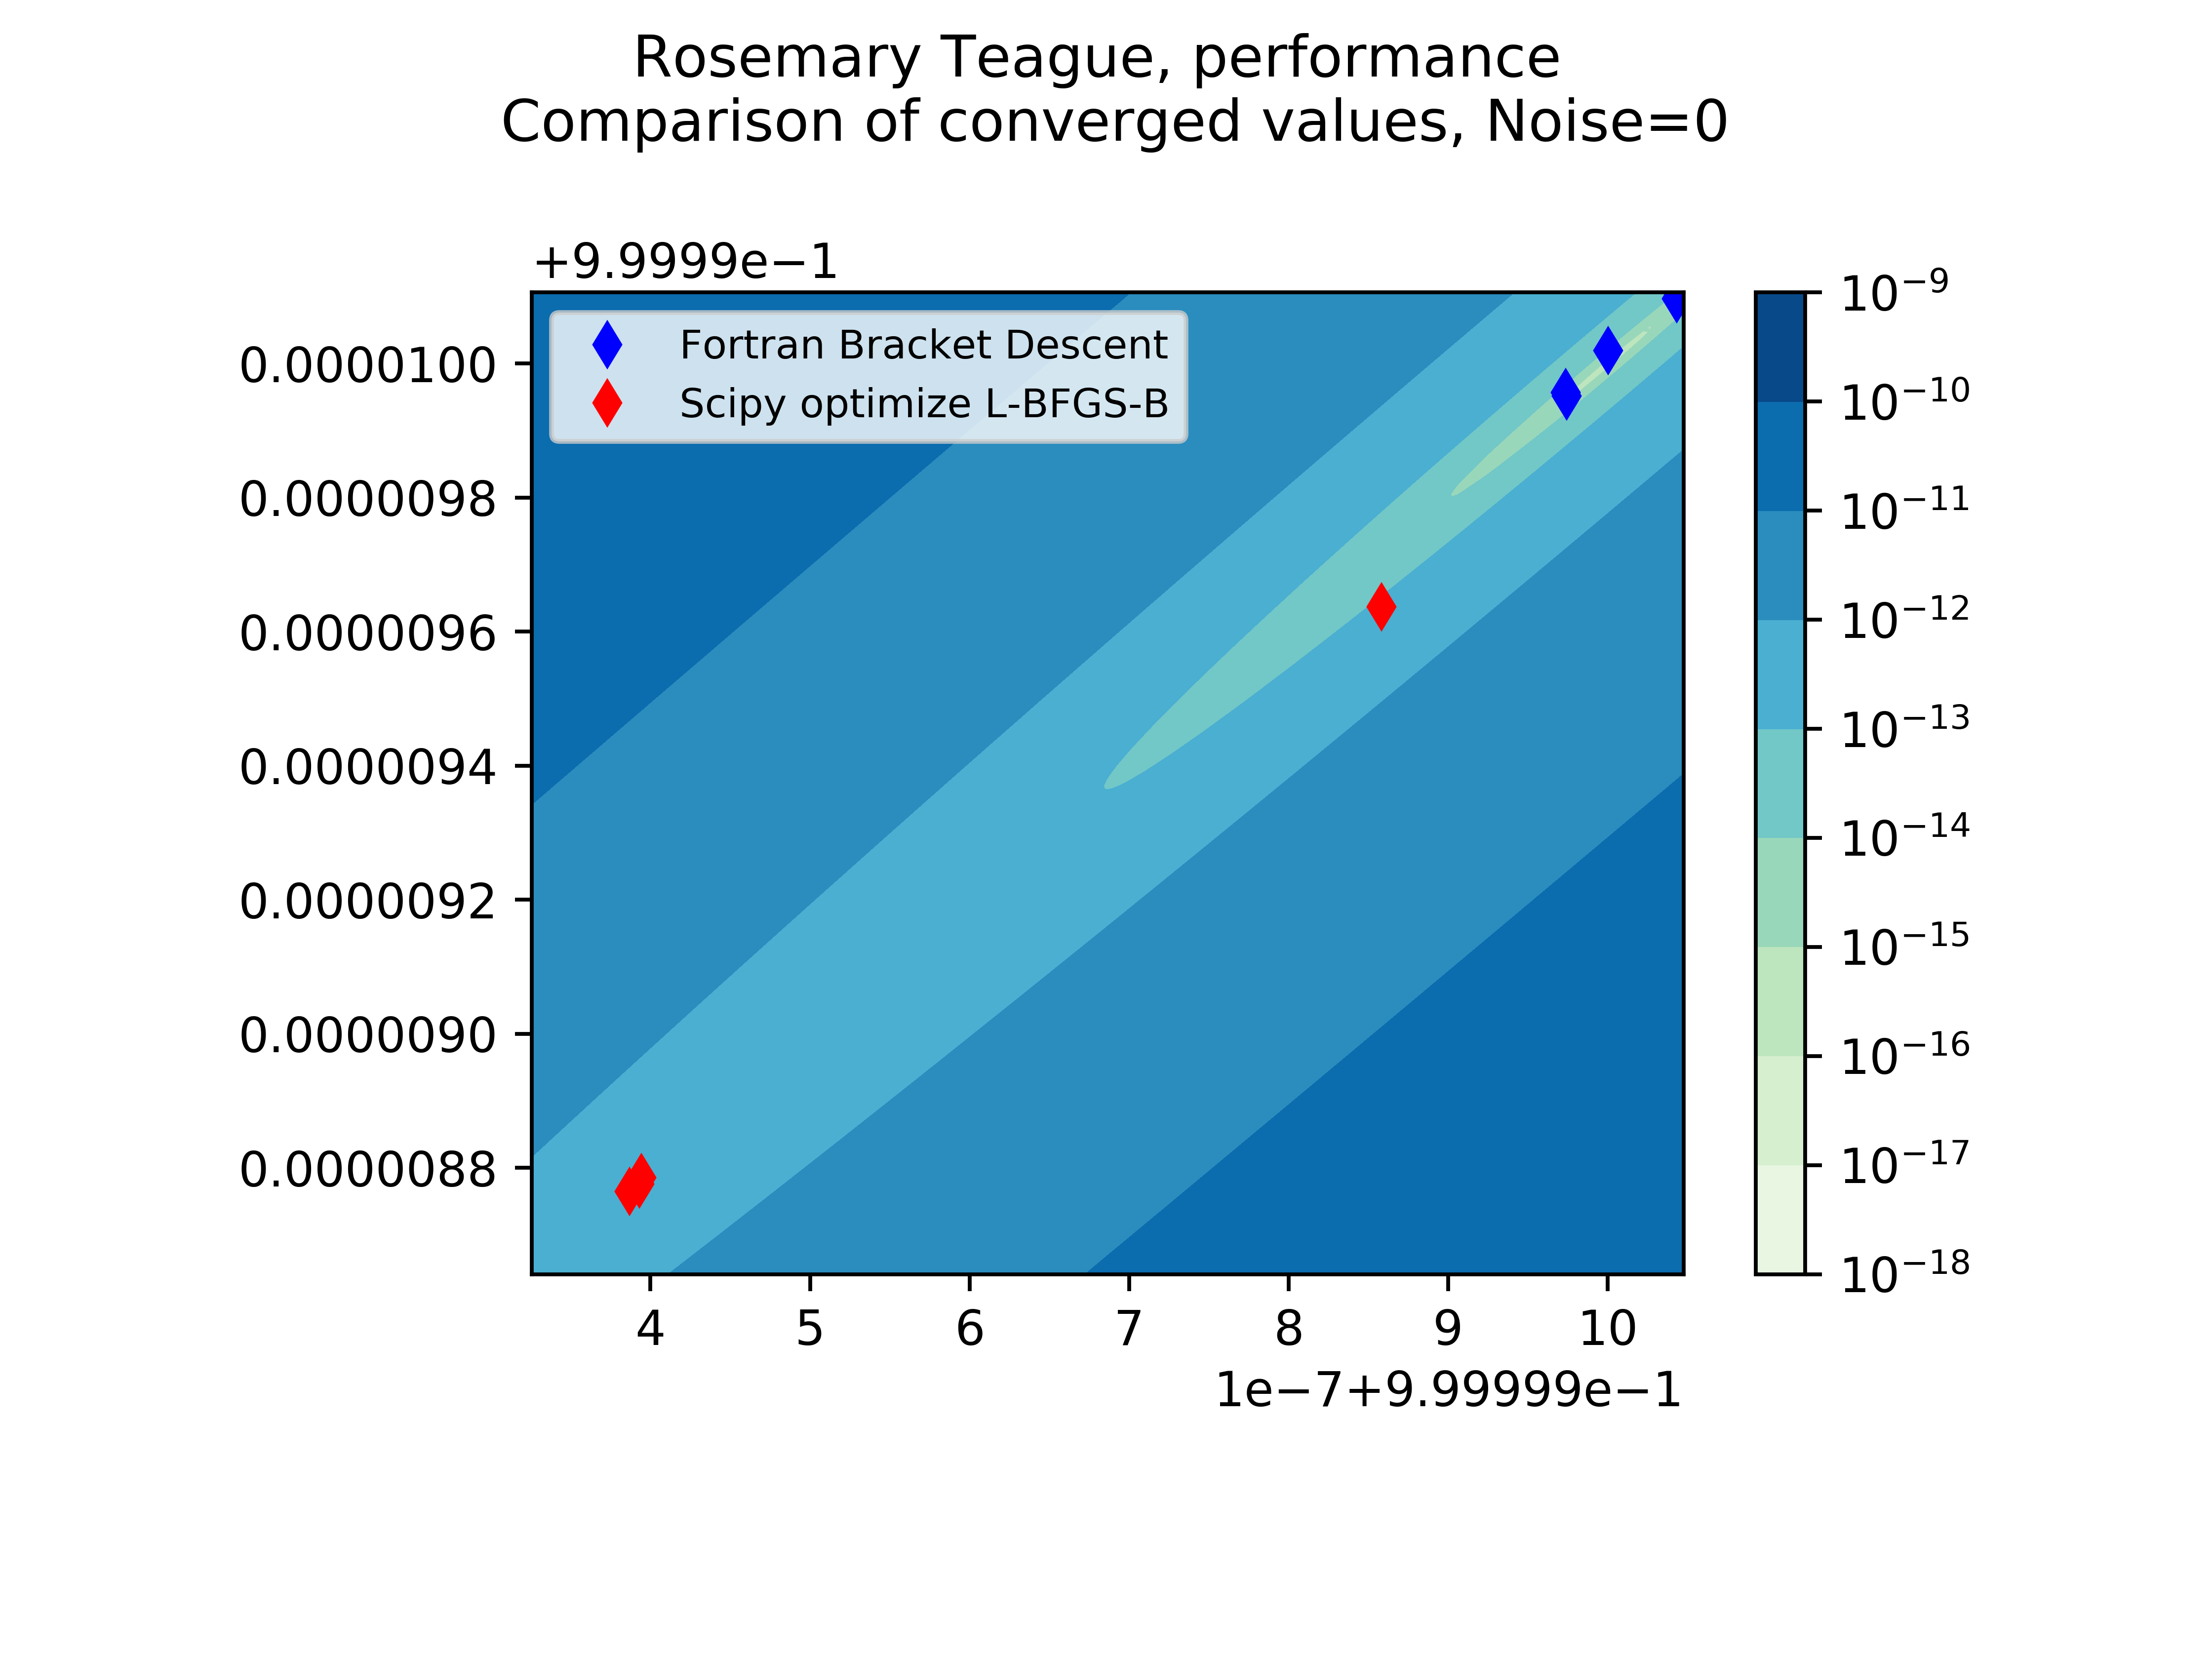 Rosemary Teague, performance
Comparison of converged values, Noise=0
+9.9999e−1
Fortran Bracket Descent
Scipy optimize L-BFGS-B
0.0000100
0.0000098
0.0000096
0.0000094
0.0000092
0.0000090
0.0000088
4 5 6 7 8 9 10
1e−7+9.99999e−1
10⁻⁹
10⁻¹⁰
10⁻¹¹
10⁻¹²
10⁻¹³
10⁻¹⁴
10⁻¹⁵
10⁻¹⁶
10⁻¹⁷
10⁻¹⁸